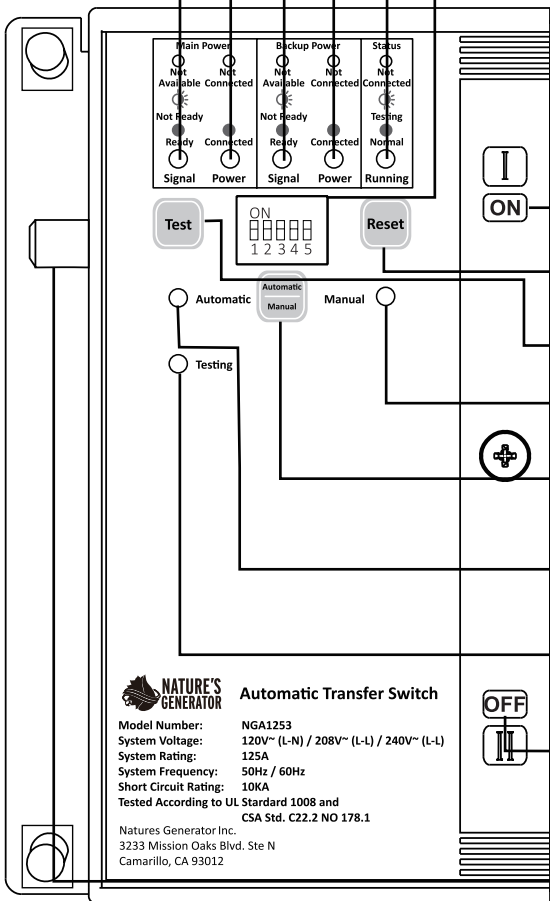 Main Power Backup Power Status
Not Available Not Connected Not Available Not Connected Not Connected
Not Ready Not Ready Testing
Ready Connected Ready Connected Normal
Signal Power Signal Power Running
Test
ON
1 2 3 4 5
Reset
I
ON
Automatic
Automatic
Manual
Manual
Testing
NATURE'S
GENERATOR
Automatic Transfer Switch
OFF
II
Model Number: NGA1253
System Voltage: 120V~ (L-N) / 208V~ (L-L) / 240V~ (L-L)
System Rating: 125A
System Frequency: 50Hz / 60Hz
Short Circuit Rating: 10KA
Tested According to UL Stardard 1008 and
CSA Std. C22.2 NO 178.1
Natures Generator Inc.
3233 Mission Oaks Blvd. Ste N
Camarillo, CA 93012